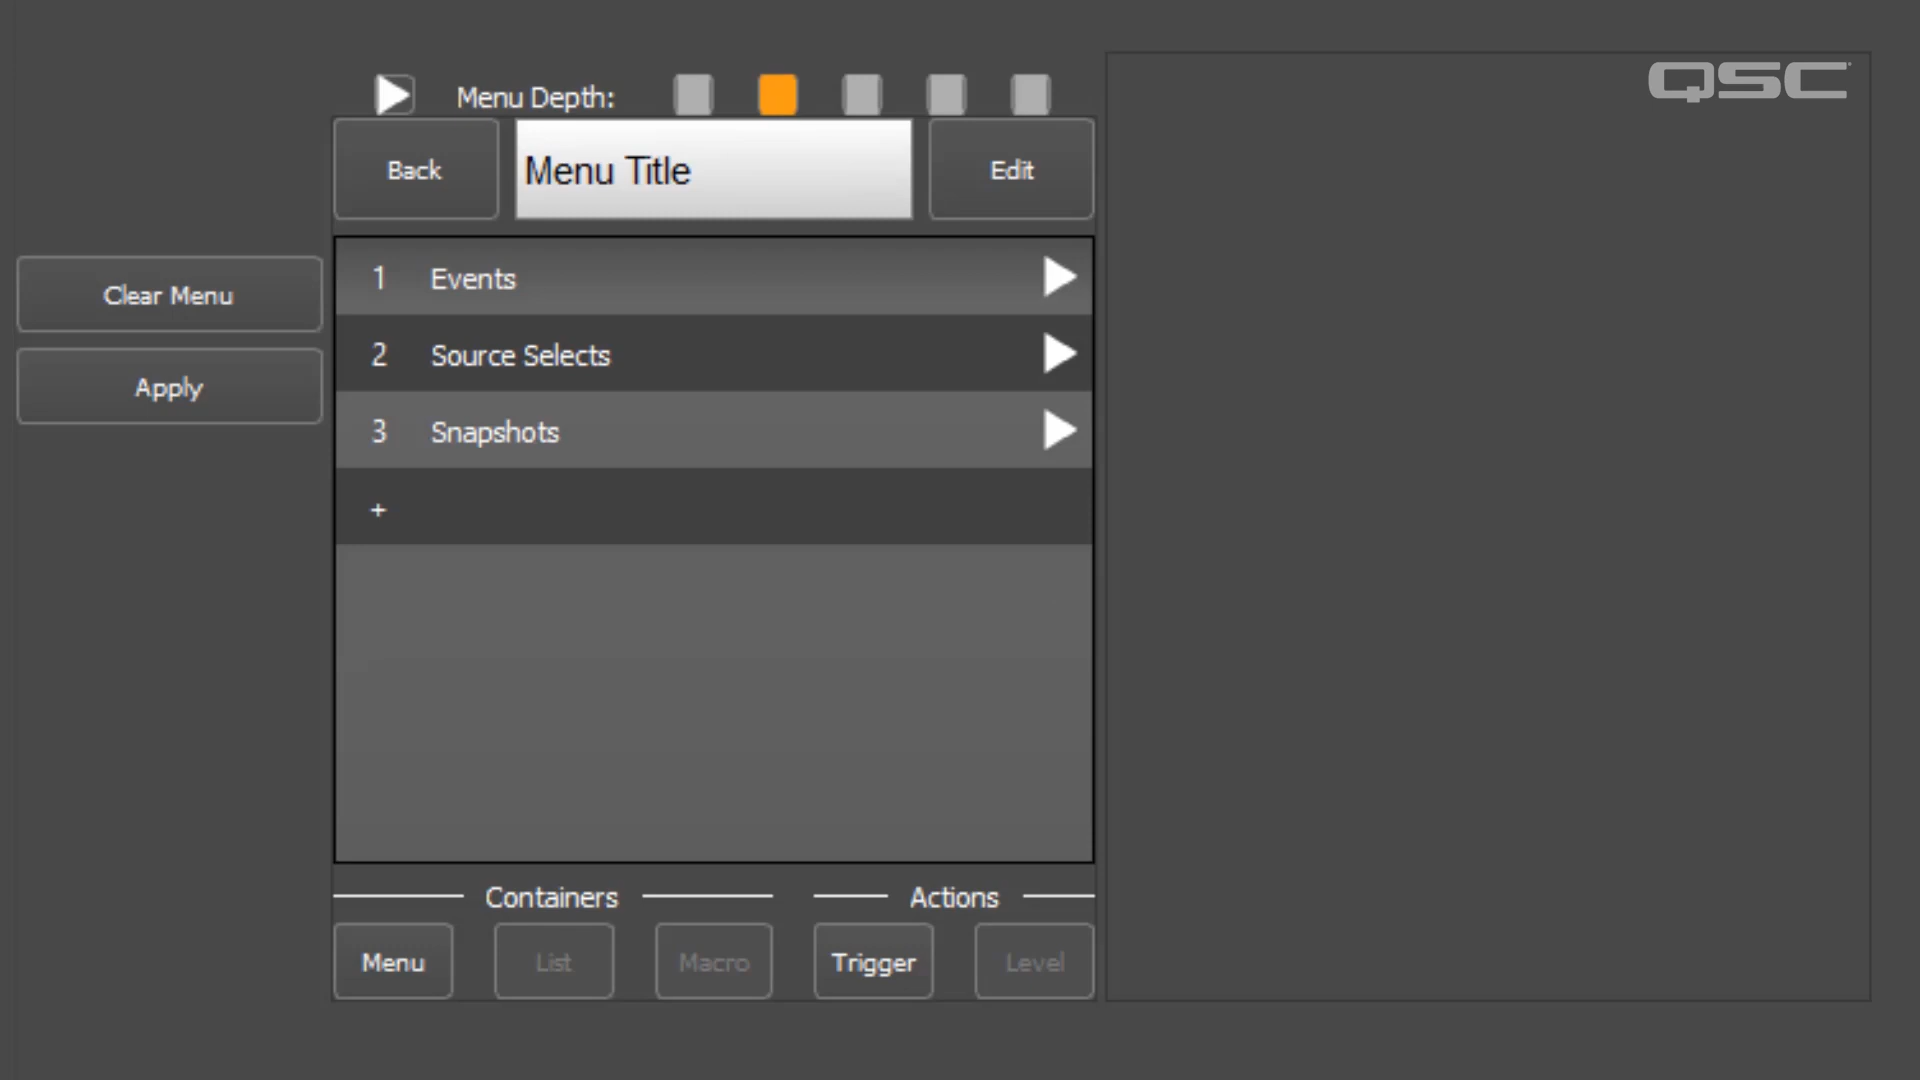 QSC
Menu Depth:
Back
Menu Title
Edit
1 Events
2 Source Selects
3 Snapshots
+
Clear Menu
Apply
Containers
Actions
Menu
List
Macro
Trigger
Level